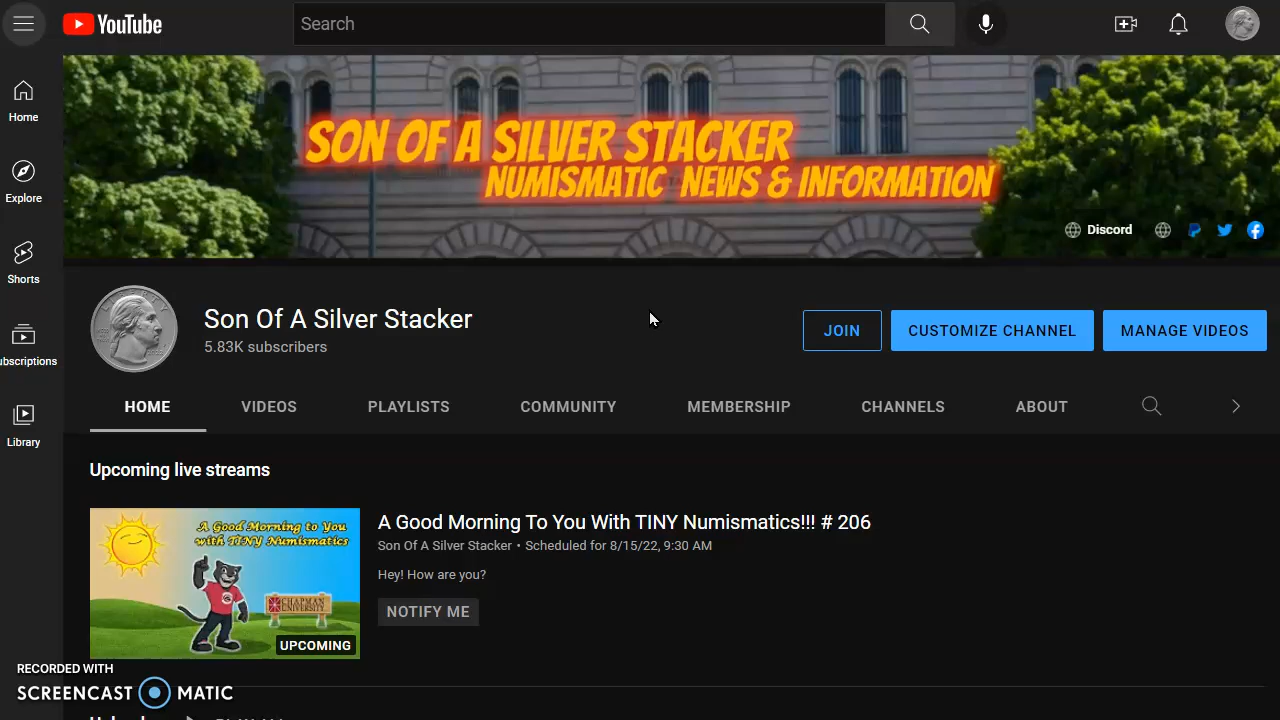 YouTube
Search
Home
Explore
Shorts
ubscriptions
Library
SON OF A SILVER STACKER
NUMISMATIC NEWS & INFORMATION
Discord
Son Of A Silver Stacker
5.83K subscribers
JOIN
CUSTOMIZE CHANNEL
MANAGE VIDEOS
HOME
VIDEOS
PLAYLISTS
COMMUNITY
MEMBERSHIP
CHANNELS
ABOUT
Upcoming live streams
A Good Morning to You
with TINY Numismatics
CHAPMAN
UNIVERSITY
UPCOMING
A Good Morning To You With TINY Numismatics!!! # 206
Son Of A Silver Stacker • Scheduled for 8/15/22, 9:30 AM
Hey! How are you?
NOTIFY ME
RECORDED WITH
SCREENCAST MATIC